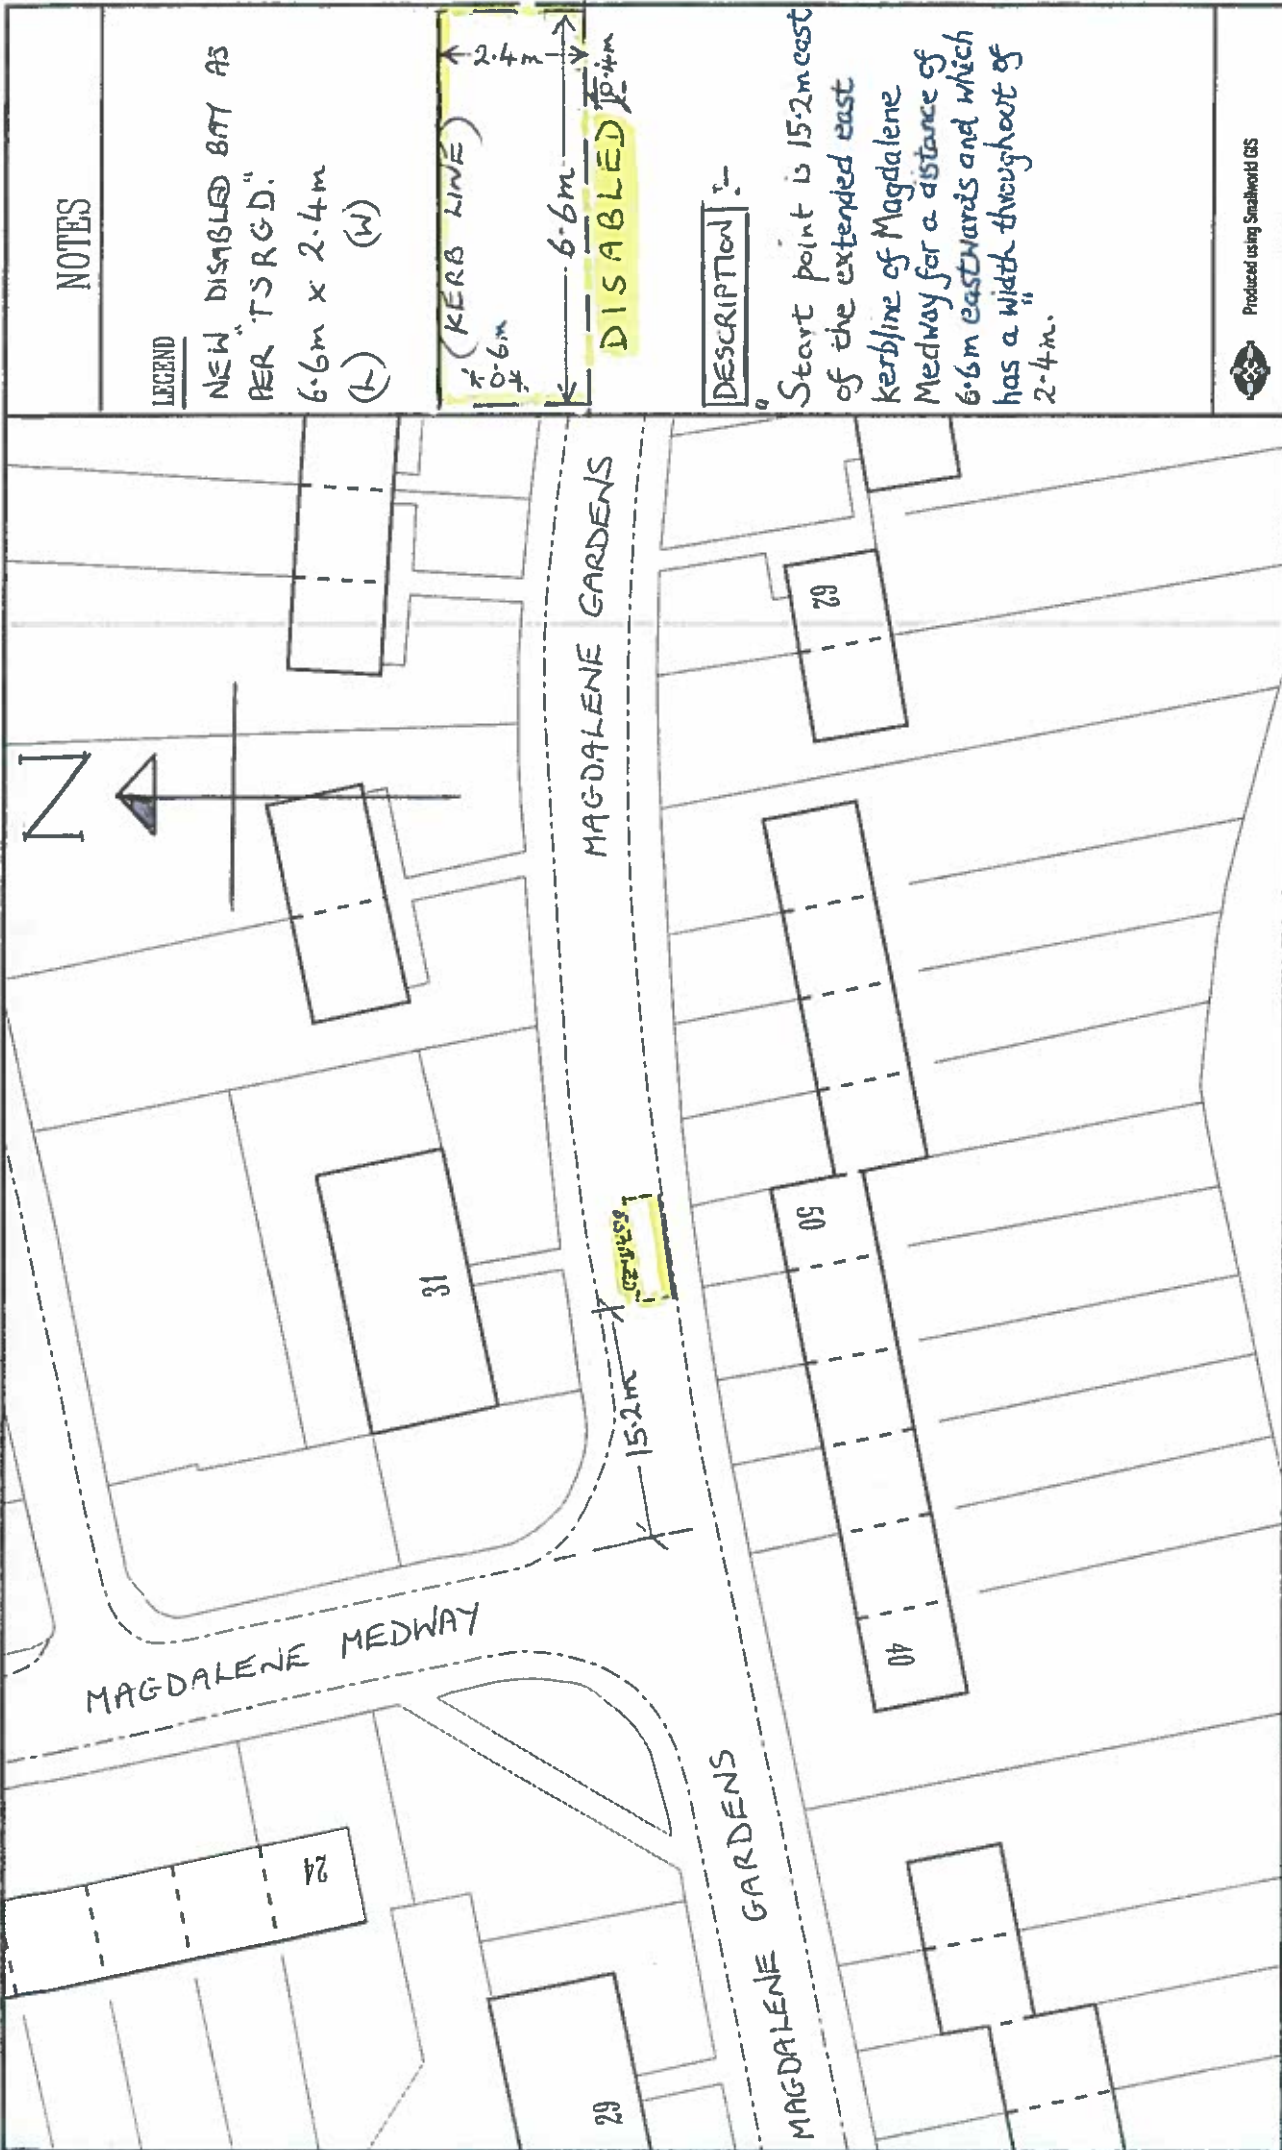 N
MAGDALENE MEDWAY
MAGDALENE GARDENS
MAGDALENE GARDENS
15.2m
24
29
31
40
50
62
NOTES
LEGEND
NEW DISABLED BAY AS
PER "TSRGD".
6.6m x 2.4m
(L) (W)
(KERB LINE)
2.4m
0.6m
6.6m
DISABLED
0.4m
DESCRIPTION :-
"Start point is 15.2m east
of the extended east
kerbline of Magdalene
Medway for a distance of
6.6m eastwards and which
has a width throughout of
2.4m."
Produced using Smallworld GIS